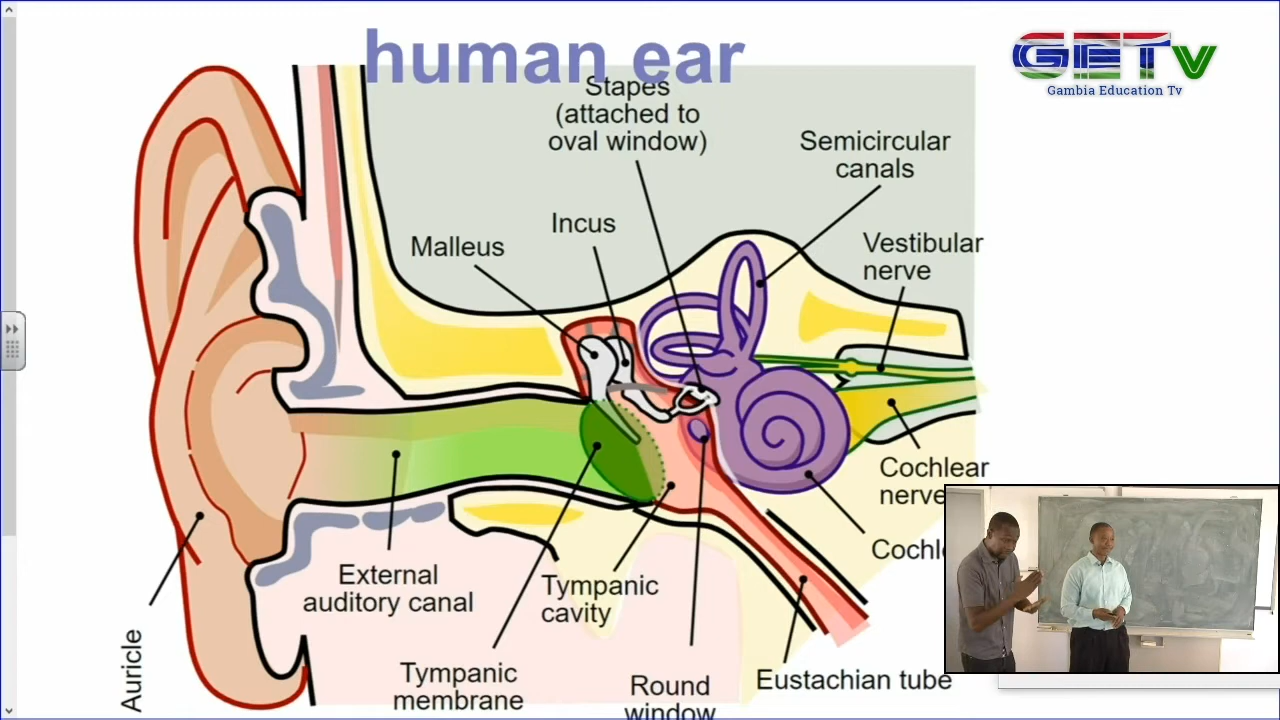 human ear
GETv
Gambia Education Tv
Stapes
(attached to
oval window)
Semicircular
canals
Incus
Malleus
Vestibular
nerve
Cochlear
nerve
External
auditory canal
Tympanic
cavity
Auricle
Tympanic
membrane
Round
window
Eustachian tube